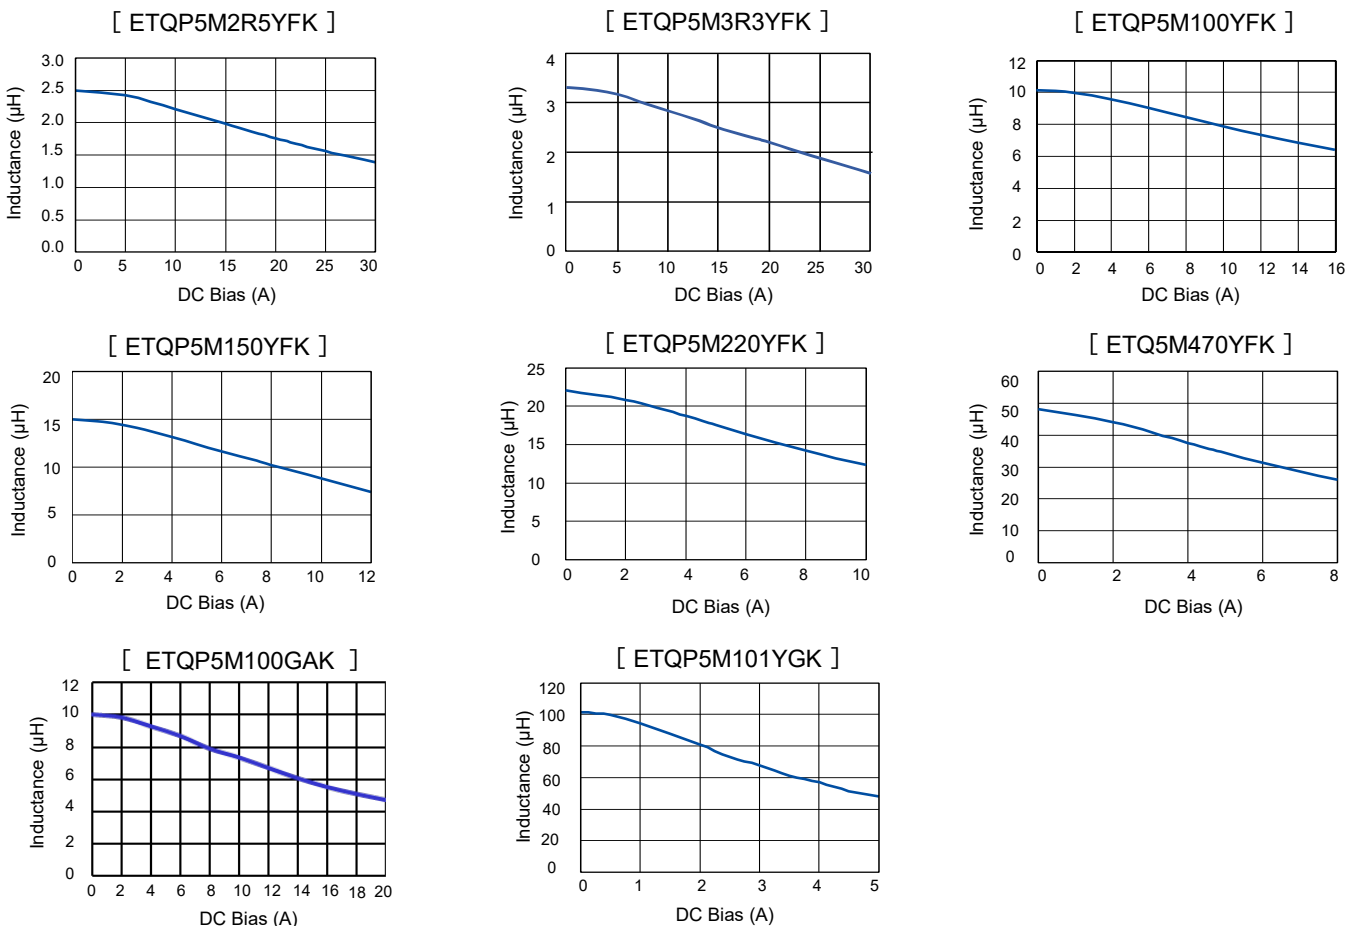 [ ETQP5M2R5YFK ]
Inductance (μH)
3.0
2.5
2.0
1.5
1.0
0.5
0.0
0 5 10 15 20 25 30
DC Bias (A)
[ ETQP5M3R3YFK ]
Inductance (μH)
4
3
2
1
0
0 5 10 15 20 25 30
DC Bias (A)
[ ETQP5M100YFK ]
Inductance (μH)
12
10
8
6
4
2
0
0 2 4 6 8 10 12 14 16
DC Bias (A)
[ ETQP5M150YFK ]
Inductance (μH)
20
15
10
5
0
0 2 4 6 8 10 12
DC Bias (A)
[ ETQP5M220YFK ]
Inductance (μH)
25
20
15
10
5
0
0 2 4 6 8 10
DC Bias (A)
[ ETQ5M470YFK ]
Inductance (μH)
60
50
40
30
20
10
0
0 2 4 6 8
DC Bias (A)
[ ETQP5M100GAK ]
Inductance (μH)
12
10
8
6
4
2
0
0 2 4 6 8 10 12 14 16 18 20
DC Bias (A)
[ ETQP5M101YGK ]
Inductance (μH)
120
100
80
60
40
20
0
0 1 2 3 4 5
DC Bias (A)